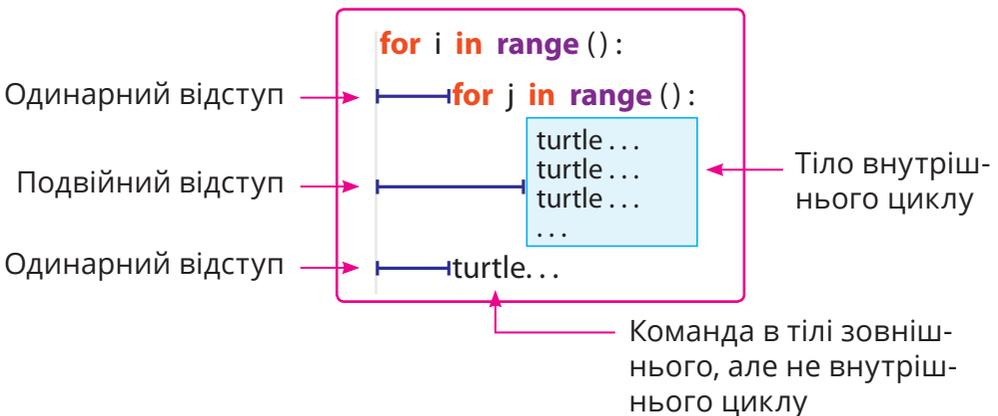 for i in range ( ) :
Одинарний відступ
for j in range ( ) :
turtle . . .
turtle . . .
turtle . . .
. . .
Подвійний відступ
Тіло внутріш-
нього циклу
Одинарний відступ
turtle. . .
Команда в тілі зовніш-
нього, але не внутріш-
нього циклу